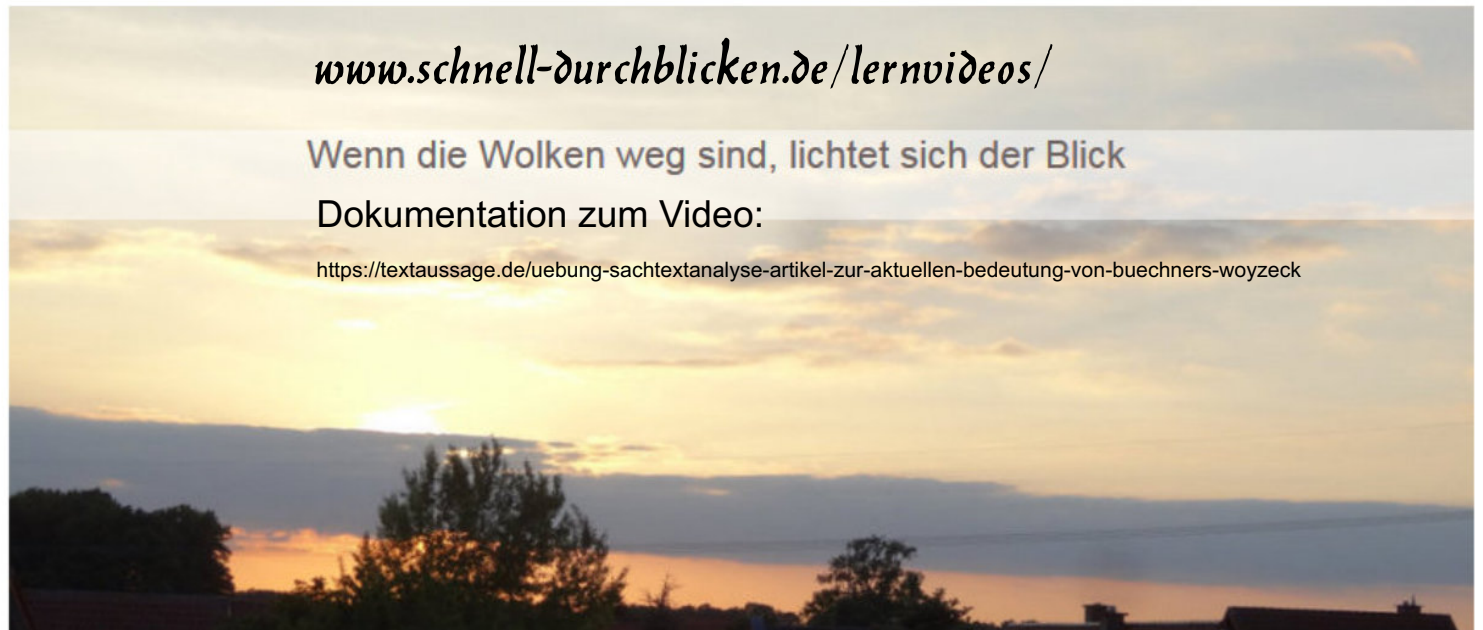 www.schnell-durchblicken.de/lernvideos/
Wenn die Wolken weg sind, lichtet sich der Blick
Dokumentation zum Video:
https://textaussage.de/uebung-sachtextanalyse-artikel-zur-aktuellen-bedeutung-von-buechners-woyzeck